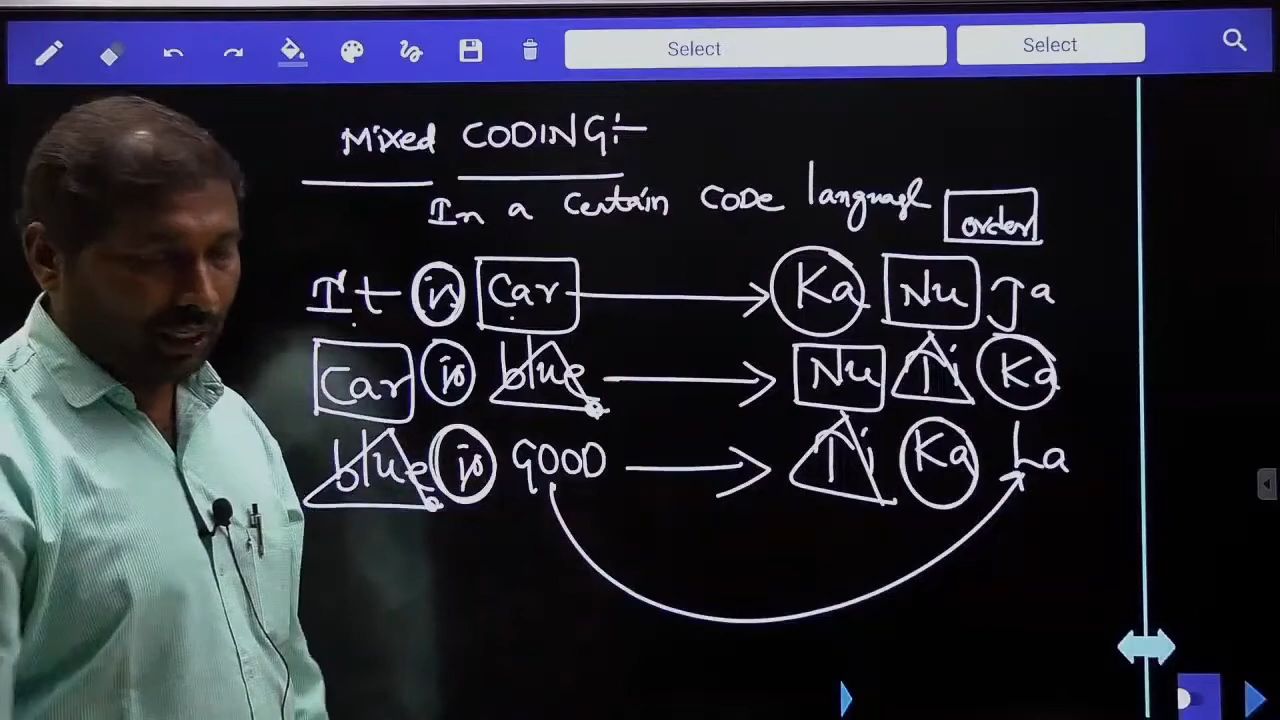 Select Select
Mixed CODING:-
In a certain CODE language
order
It is Car Ka Nu Ja
Car is blue Nu Ti Ka
blue is GOOD Ti Ka La